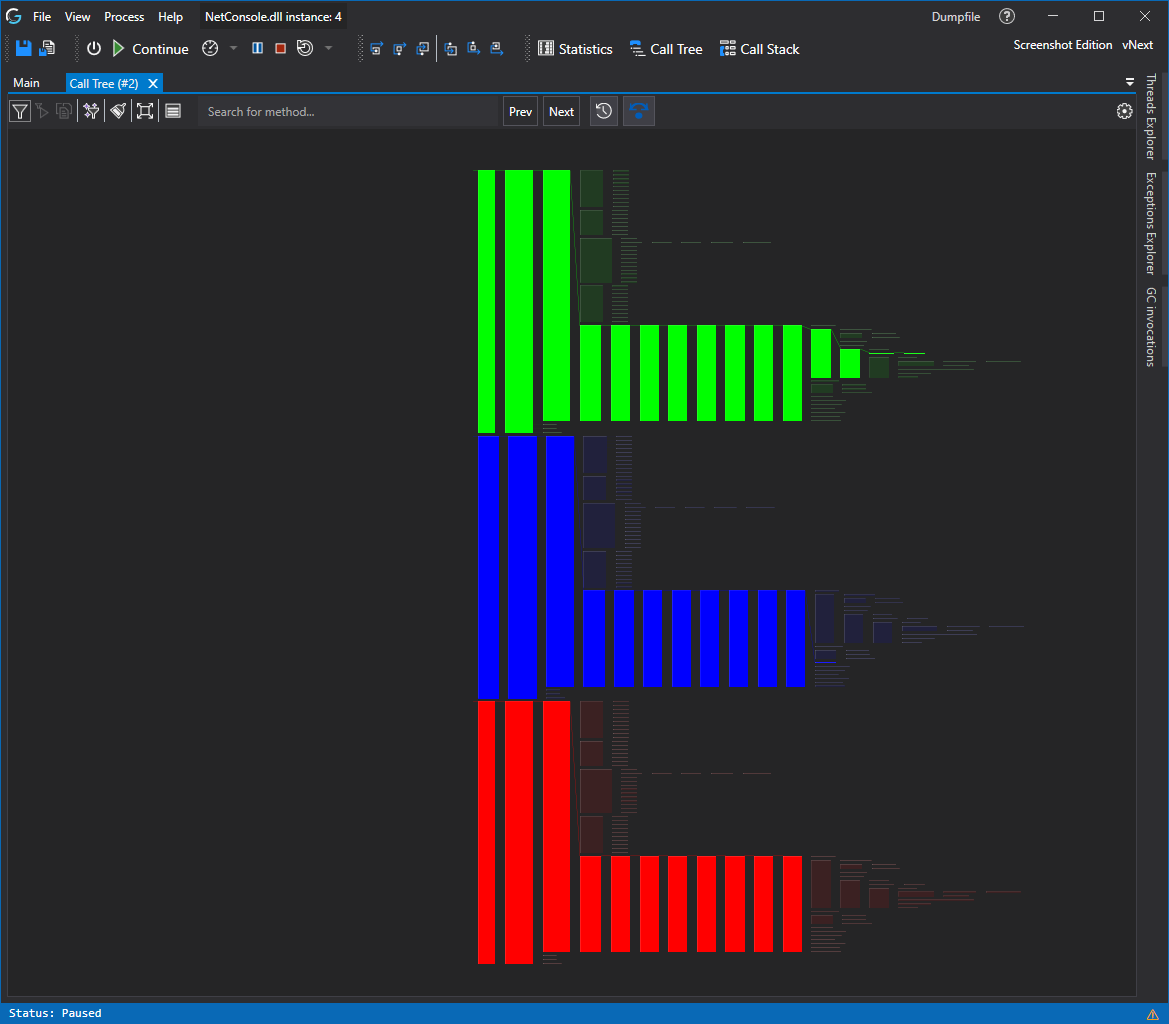 File View Process Help NetConsole.dll instance: 4 Dumpfile
Continue Statistics Call Tree Call Stack Screenshot Edition vNext
Main Call Tree (#2)
Search for method... Prev Next
Threads Explorer
Exceptions Explorer
GC invocations
Status: Paused